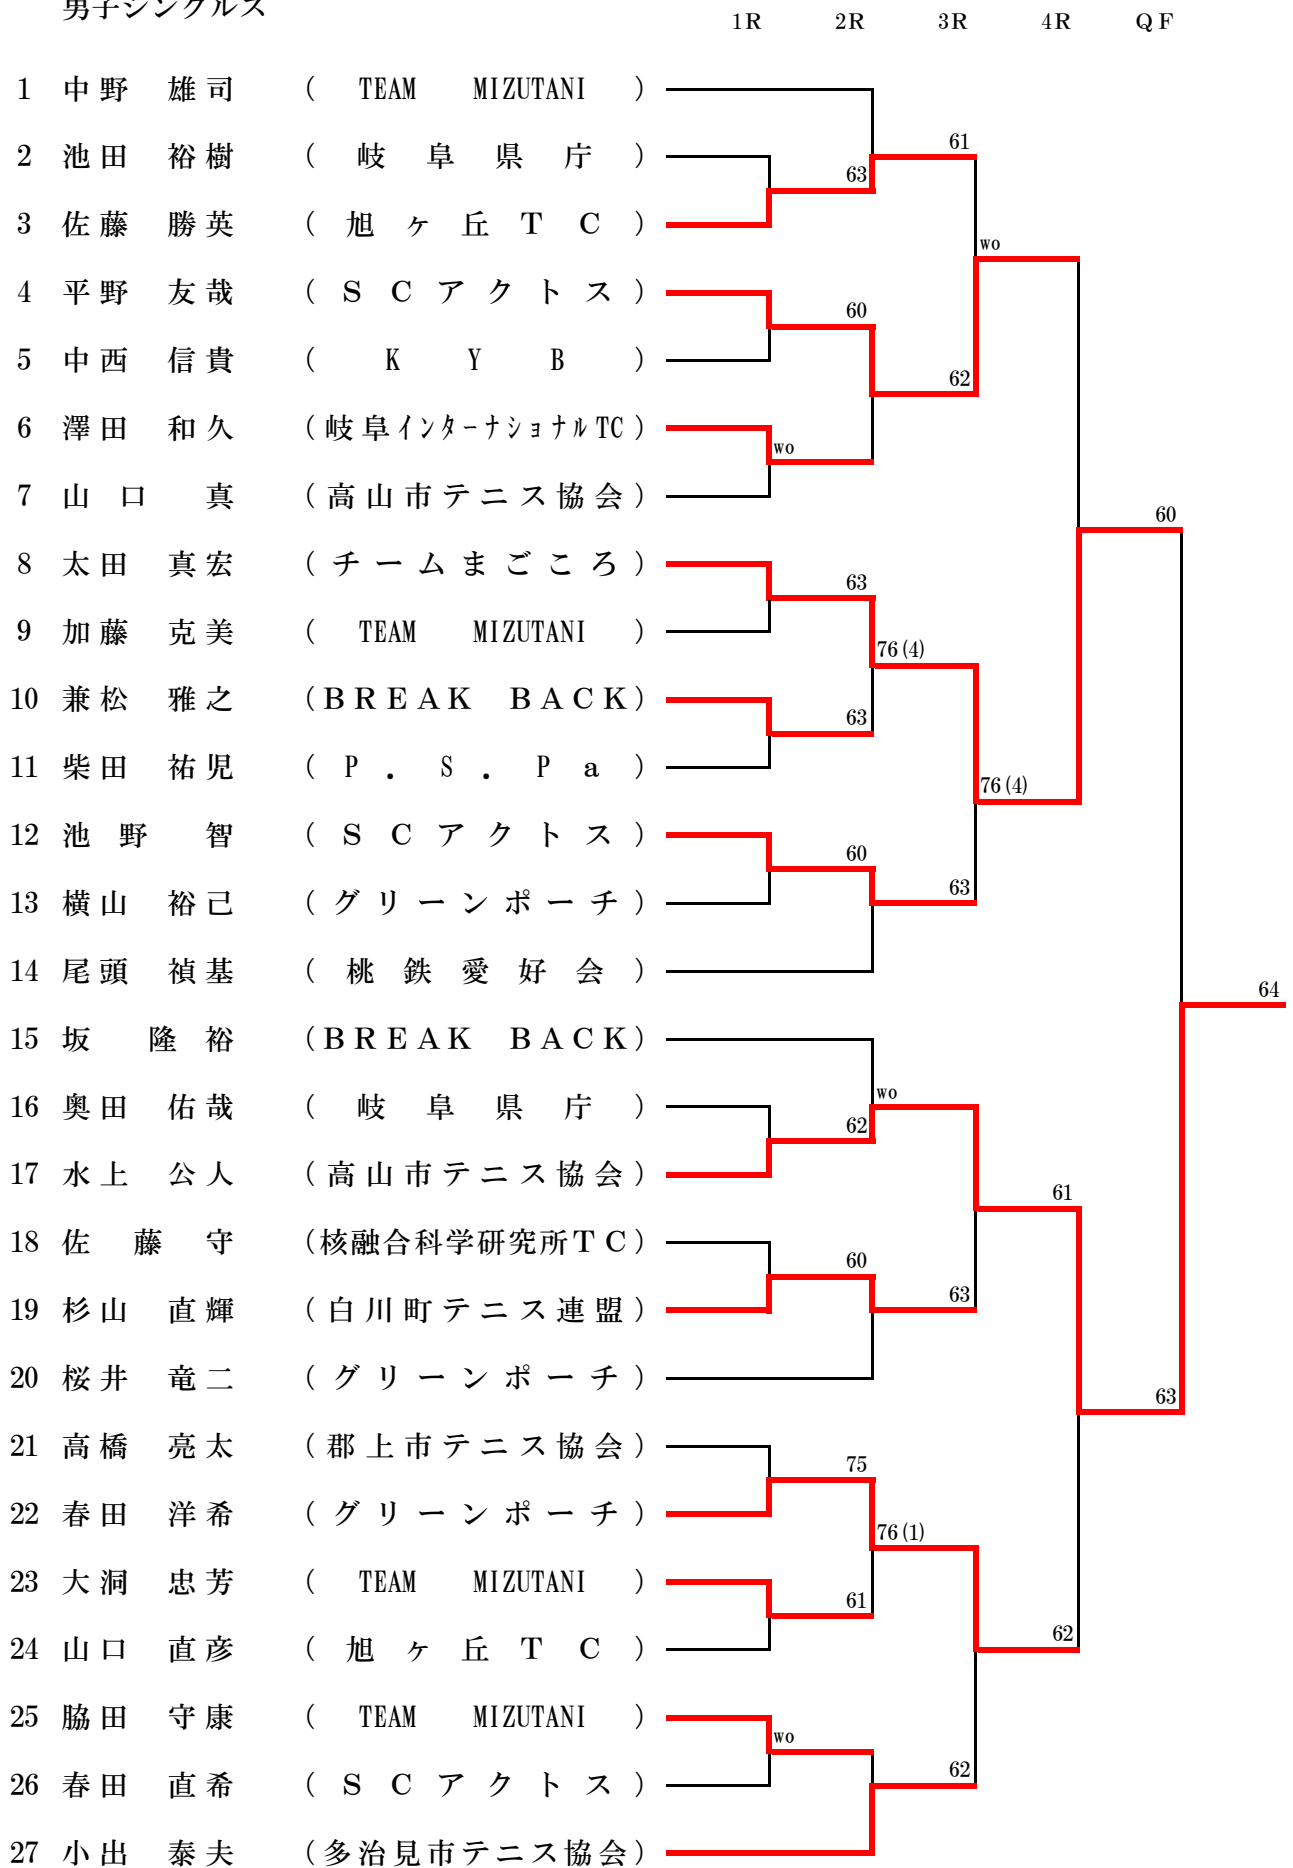 男子シングルス
1R 2R 3R 4R QF
1 中野 雄司 ( TEAM MIZUTANI )
61
2 池田 裕樹 ( 岐阜県庁 )
63
3 佐藤 勝英 ( 旭ヶ丘TC )
wo
4 平野 友哉 ( SCアクトス )
60
5 中西 信貴 ( KYB )
62
6 澤田 和久 (岐阜インターナショナルTC)
wo
7 山口 真 (高山市テニス協会)
60
8 太田 真宏 (チームまごころ)
63
9 加藤 克美 ( TEAM MIZUTANI )
76(4)
10 兼松 雅之 (BREAK BACK)
63
11 柴田 祐児 ( P.S.Pa )
76(4)
12 池野 智 ( SCアクトス )
60
13 横山 裕己 (グリーンポーチ)
63
14 尾頭 禎基 ( 桃鉄愛好会 )
64
15 坂 隆裕 (BREAK BACK)
wo
16 奥田 佑哉 ( 岐阜県庁 )
62
17 水上 公人 (高山市テニス協会)
61
18 佐藤 守 (核融合科学研究所TC)
60
19 杉山 直輝 (白川町テニス連盟)
63
20 桜井 竜二 (グリーンポーチ)
63
21 高橋 亮太 (郡上市テニス協会)
75
22 春田 洋希 (グリーンポーチ)
76(1)
23 大洞 忠芳 ( TEAM MIZUTANI )
61
24 山口 直彦 ( 旭ヶ丘TC )
62
25 脇田 守康 ( TEAM MIZUTANI )
wo
26 春田 直希 ( SCアクトス )
62
27 小出 泰夫 (多治見市テニス協会)